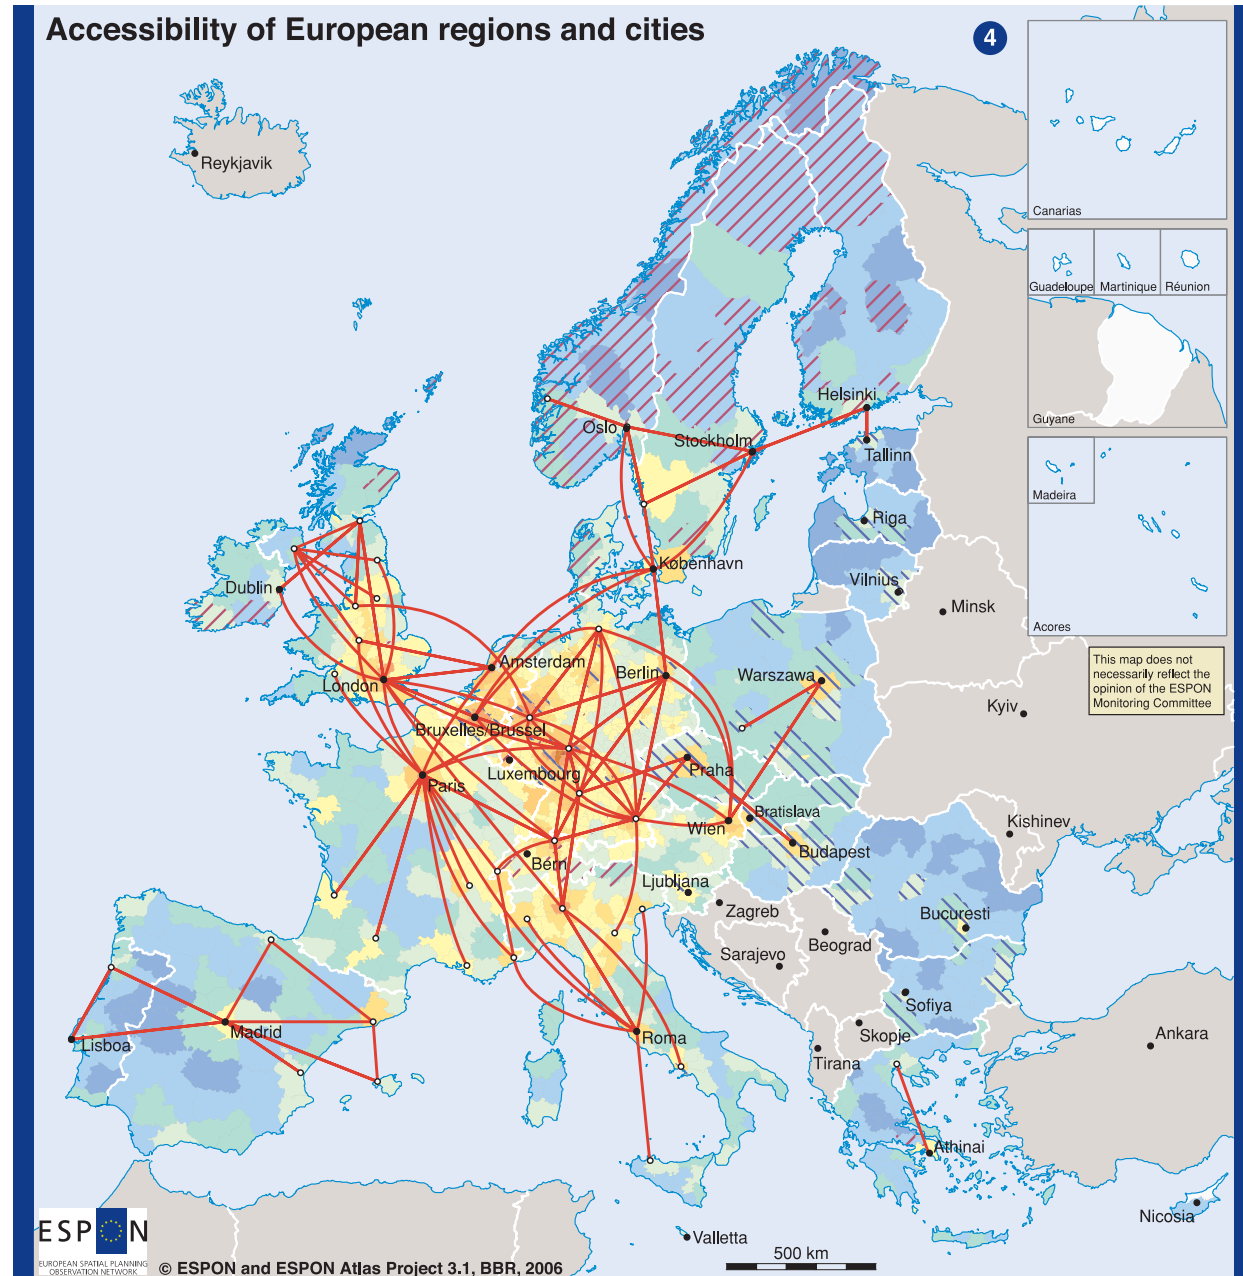 Accessibility of European regions and cities
4
Reykjavik
Canarias
Guadeloupe
Martinique
Réunion
Guyane
Madeira
Acores
This map does not
necessarily reflect the
opinion of the ESPON
Monitoring Committee
Helsinki
Oslo
Stockholm
Tallinn
Riga
København
Vilnius
Minsk
Dublin
Amsterdam
Berlin
Warszawa
London
Kyiv
Bruxelles/Brussel
Luxembourg
Praha
Paris
Bratislava
Wien
Kishinev
Budapest
Bérn
Ljubljana
Zagreb
Bucuresti
Beograd
Sarajevo
Sofiya
Madrid
Lisboa
Roma
Skopje
Ankara
Tirana
Athinai
Nicosia
Valletta
500 km
ESPON
EUROPEAN SPATIAL PLANNING
OBSERVATION NETWORK
© ESPON and ESPON Atlas Project 3.1, BBR, 2006